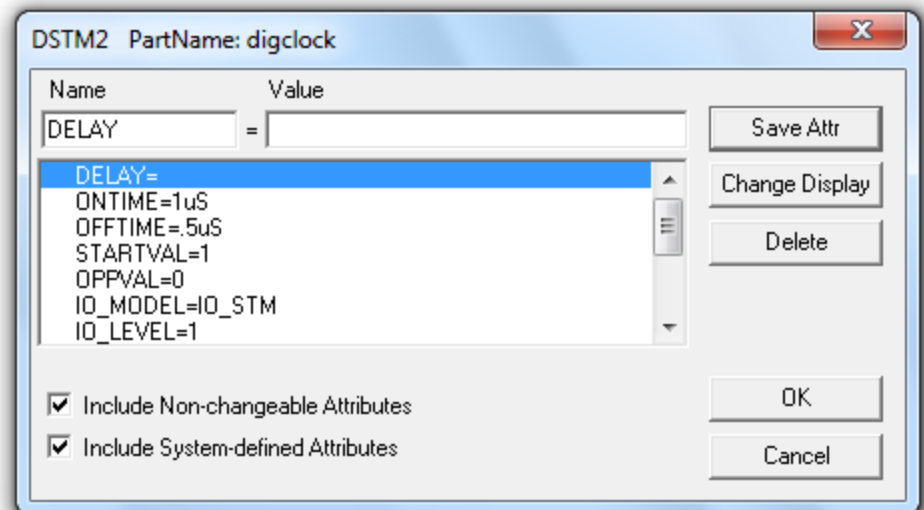 DSTM2 PartName: digclock
Name Value
DELAY =
Save Attr
DELAY=
ONTIME=1uS
OFFTIME=.5uS
STARTVAL=1
OPPVAL=0
IO_MODEL=IO_STM
IO_LEVEL=1
Change Display
Delete
Include Non-changeable Attributes
Include System-defined Attributes
OK
Cancel